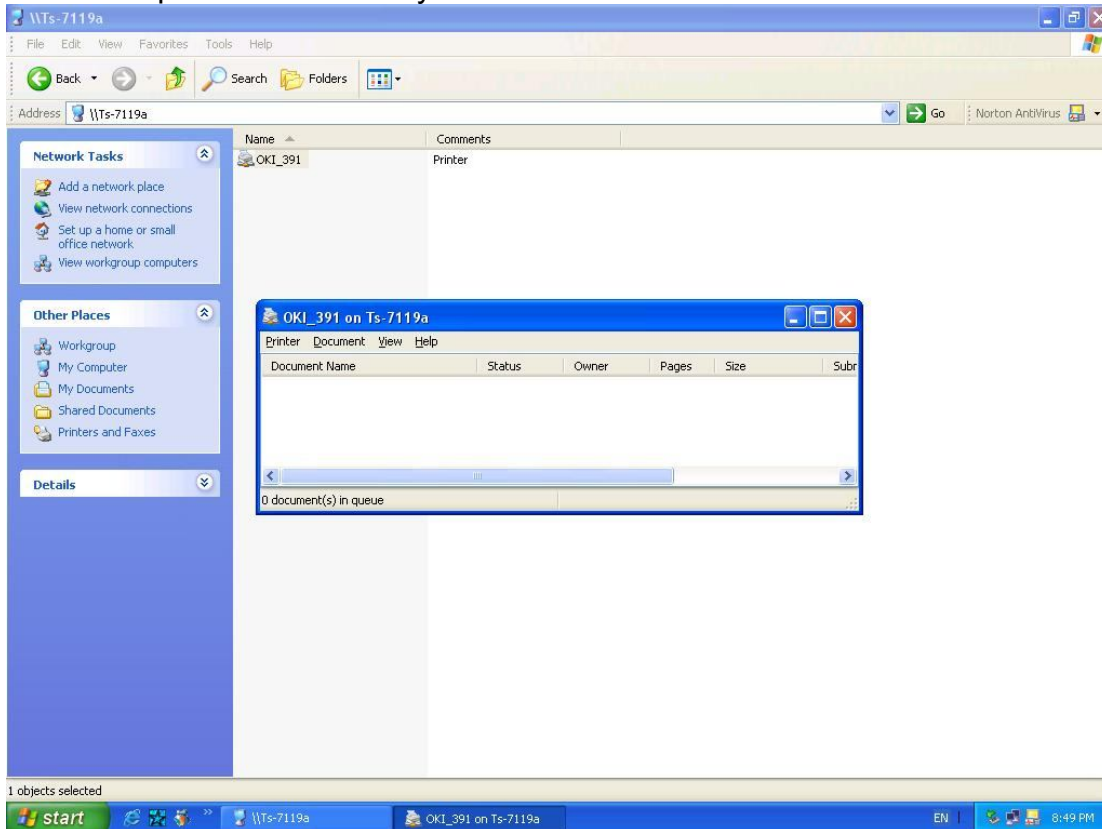 \\Ts-7119a
File Edit View Favorites Tools Help
Back Search Folders
Address \\Ts-7119a Go Norton AntiVirus
Name Comments
Network Tasks
OKI_391 Printer
Add a network place
View network connections
Set up a home or small
office network
View workgroup computers
Other Places
Workgroup
My Computer
My Documents
Shared Documents
Printers and Faxes
Details
OKI_391 on Ts-7119a
Printer Document View Help
Document Name Status Owner Pages Size
0 document(s) in queue
1 objects selected
start \\Ts-7119a OKI_391 on Ts-7119a EN 8:49 PM